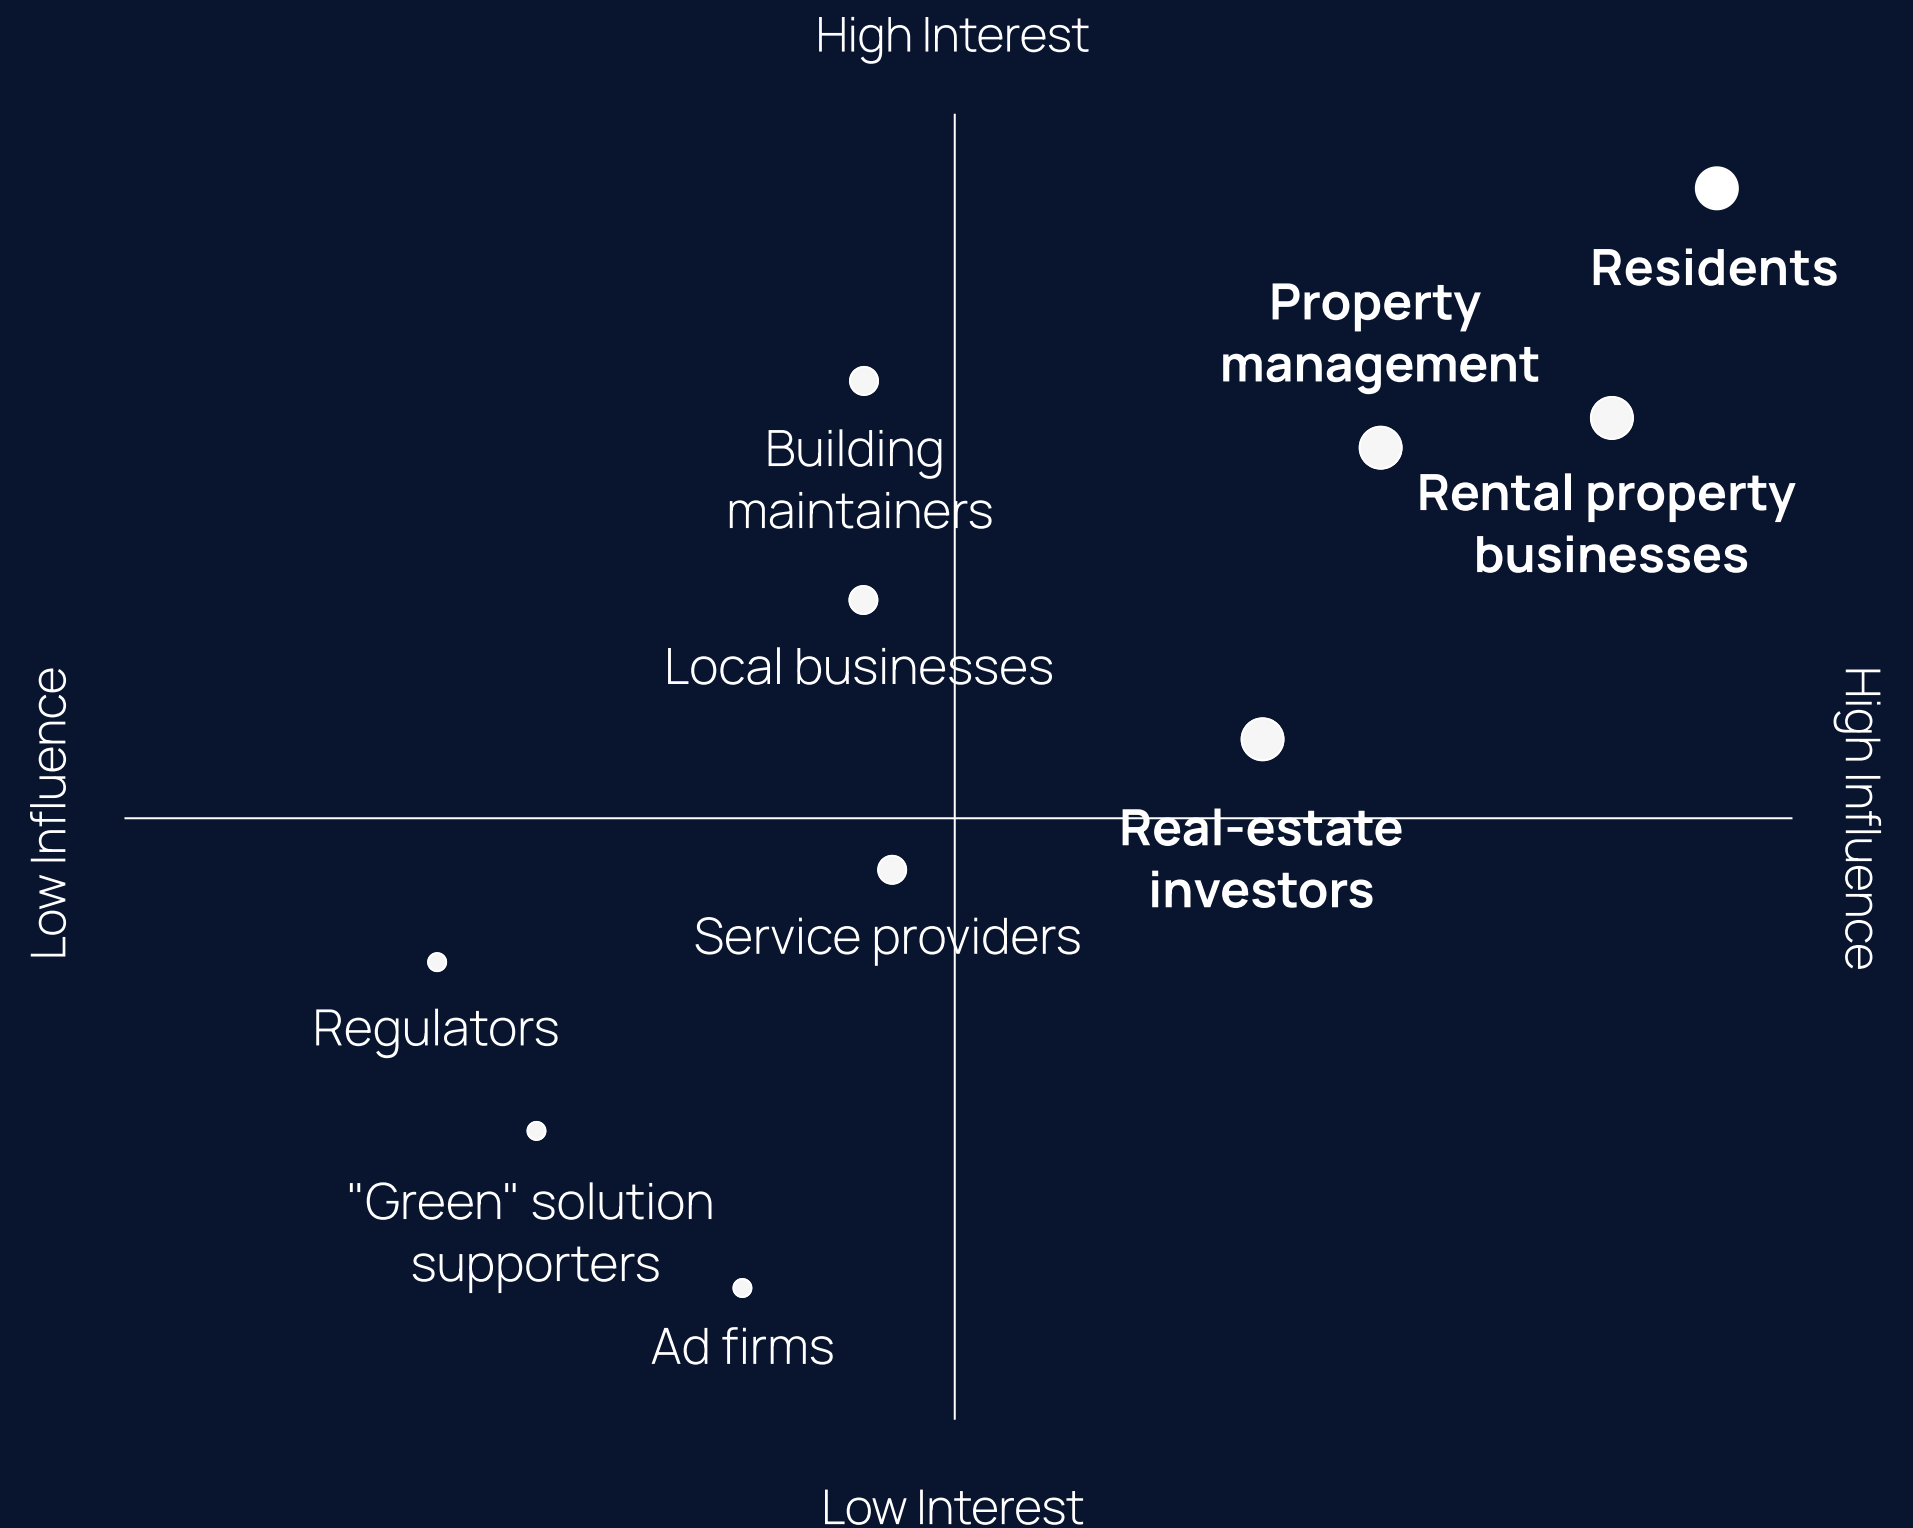 High Interest
Residents
Property
management
Building
maintainers
Rental property
businesses
Local businesses
Low Influence
High Influence
Real-estate
investors
Service providers
Regulators
"Green" solution
supporters
Ad firms
Low Interest